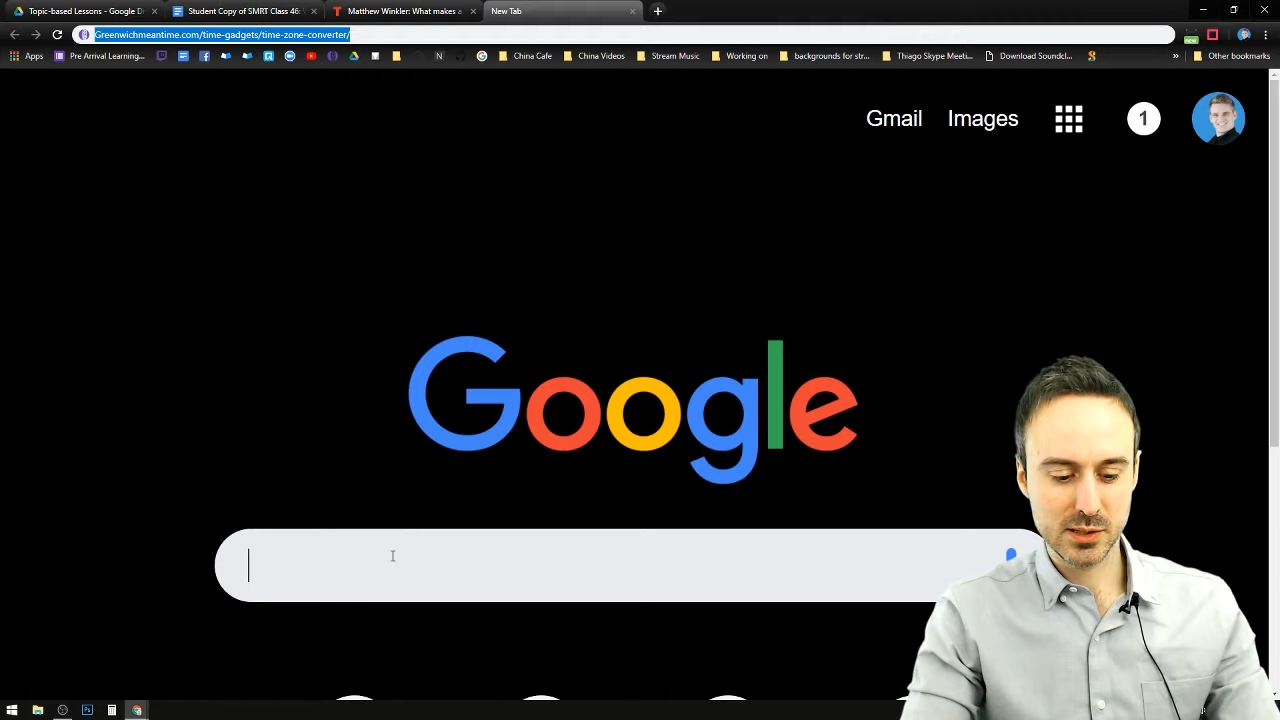 Topic-based Lessons - Google D
Student Copy of SMRT Class 46:
Matthew Winkler: What makes a
New Tab
Greenwichmeantime.com/time-gadgets/time-zone-converter/
Apps
Pre Arrival Learning...
China Cafe
China Videos
Stream Music
Working on
backgrounds for str...
Thiago Skype Meeti...
Download Soundcl...
Other bookmarks
Gmail
Images
1
Google